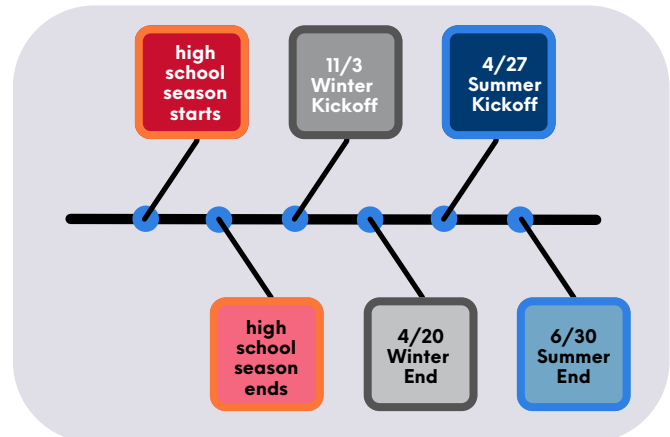 high
school
season
starts
11/3
Winter
Kickoff
4/27
Summer
Kickoff
high
school
season
ends
4/20
Winter
End
6/30
Summer
End